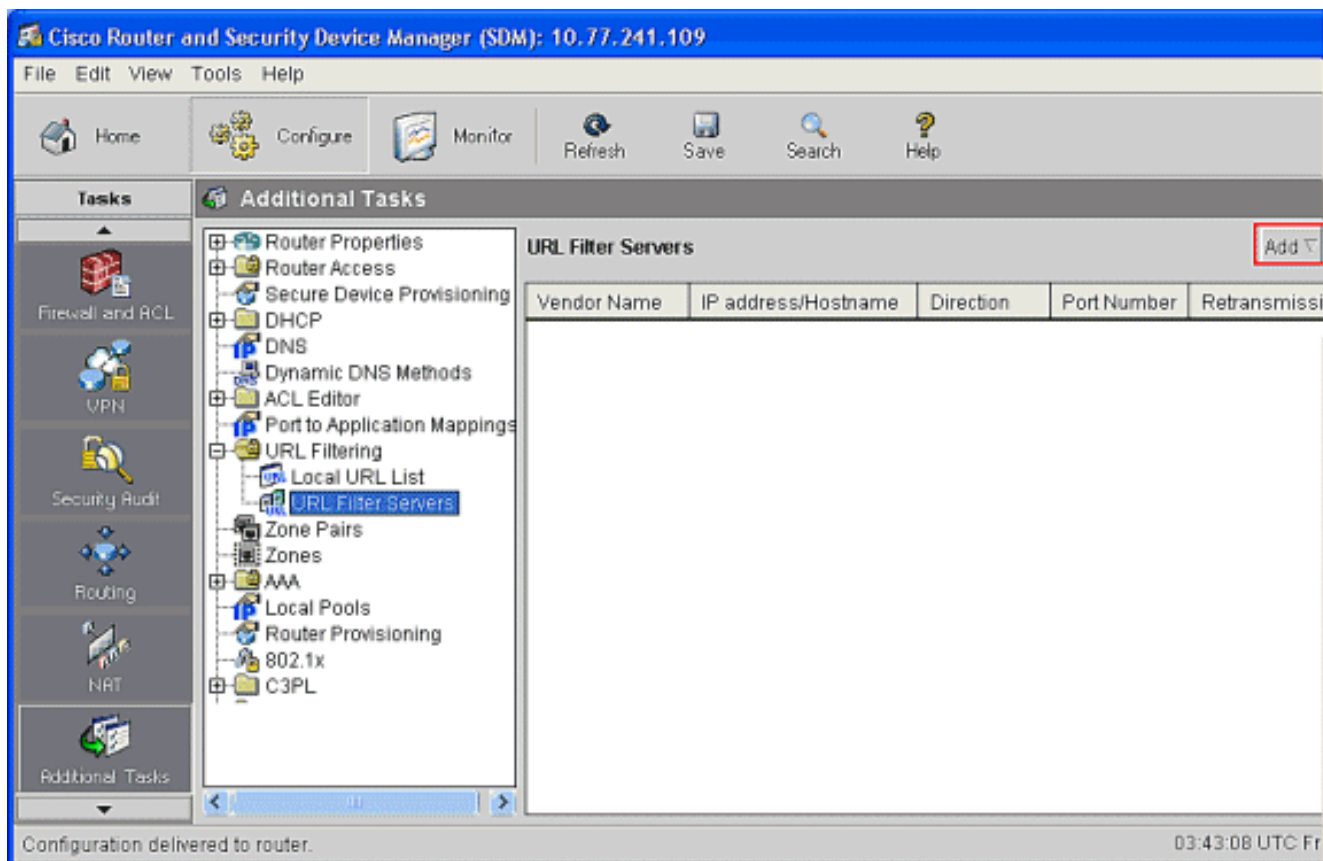 Cisco Router and Security Device Manager (SDM): 10.77.241.109
File Edit View Tools Help
Home Configure Monitor Refresh Save Search Help
Tasks
Additional Tasks
Firewall and ACL
VPN
Security Audit
Routing
NAT
Additional Tasks
Router Properties
Router Access
Secure Device Provisioning
DHCP
DNS
Dynamic DNS Methods
ACL Editor
Port to Application Mappings
URL Filtering
Local URL List
URL Filter Servers
Zone Pairs
Zones
AAA
Local Pools
Router Provisioning
802.1x
C3PL
URL Filter Servers
Add
Vendor Name IP address/Hostname Direction Port Number Retransmissi
Configuration delivered to router.
03:43:08 UTC Fr